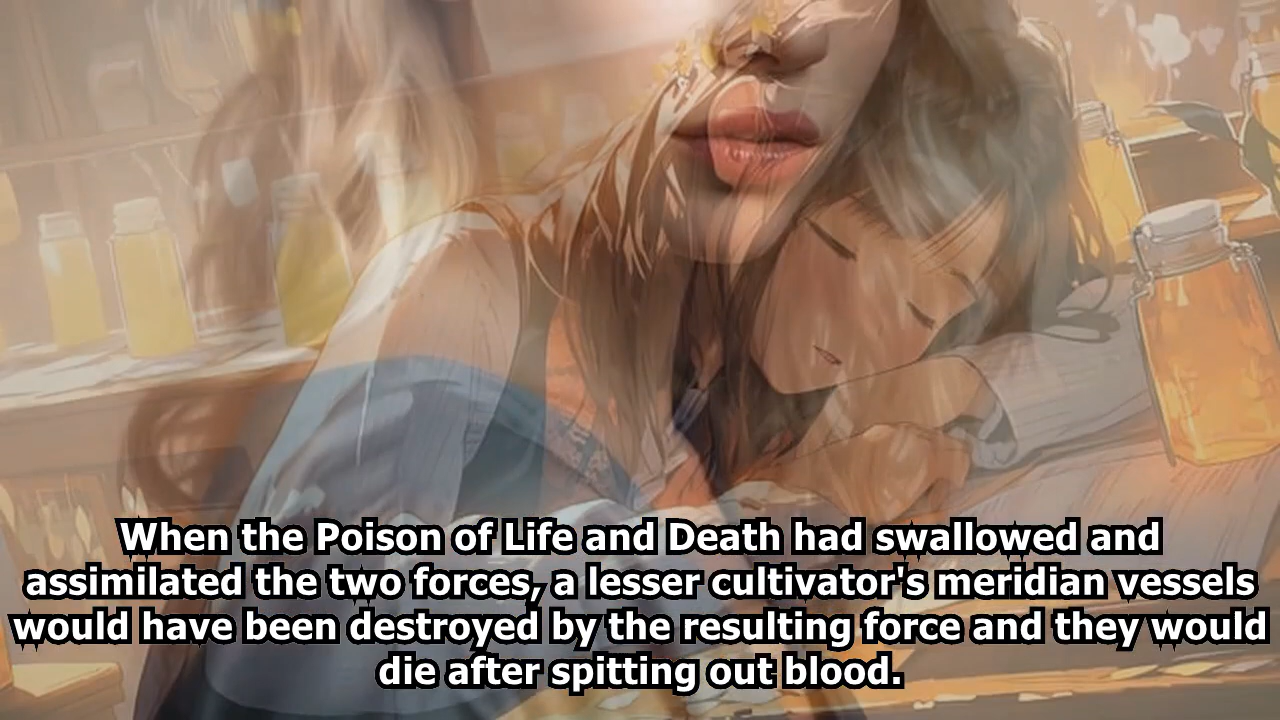 When the Poison of Life and Death had swallowed and
assimilated the two forces, a lesser cultivator's meridian vessels
would have been destroyed by the resulting force and they would
die after spitting out blood.